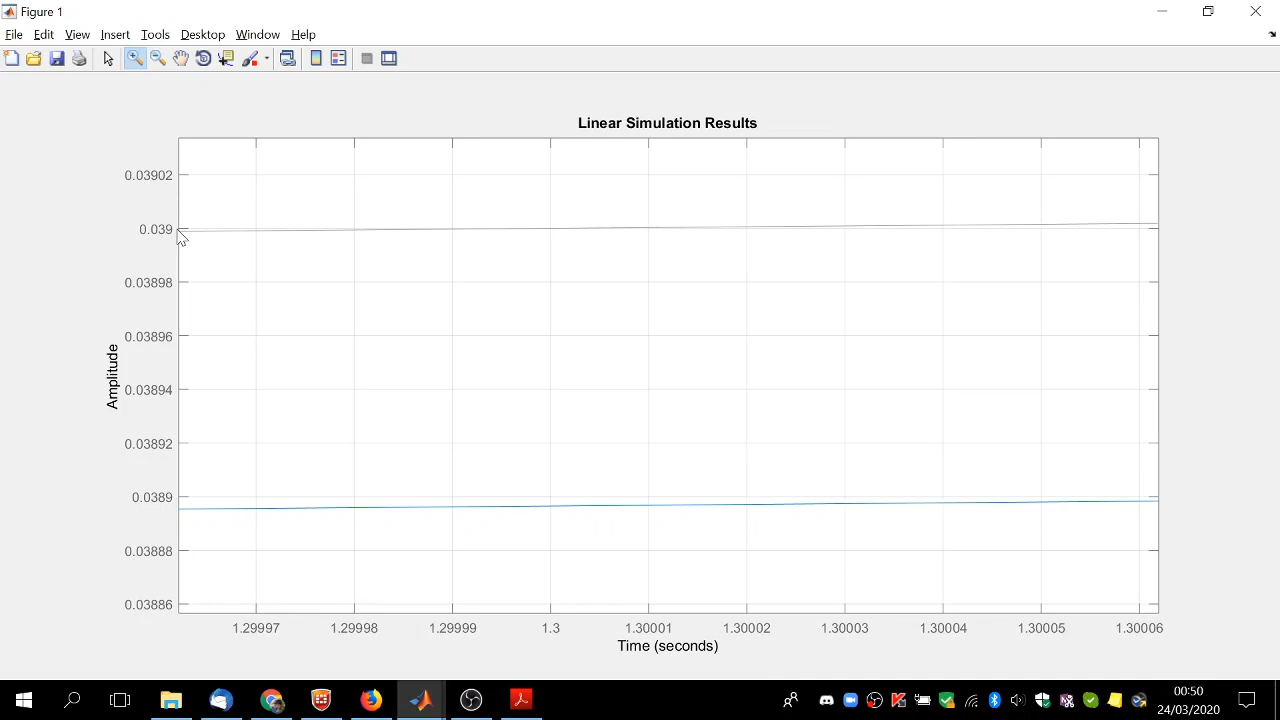 Figure 1
File Edit View Insert Tools Desktop Window Help
Linear Simulation Results
0.03902
0.039
0.03898
0.03896
0.03894
0.03892
0.0389
0.03888
0.03886
Amplitude
1.29997 1.29998 1.29999 1.3 1.30001 1.30002 1.30003 1.30004 1.30005 1.30006
Time (seconds)
00:50
24/03/2020